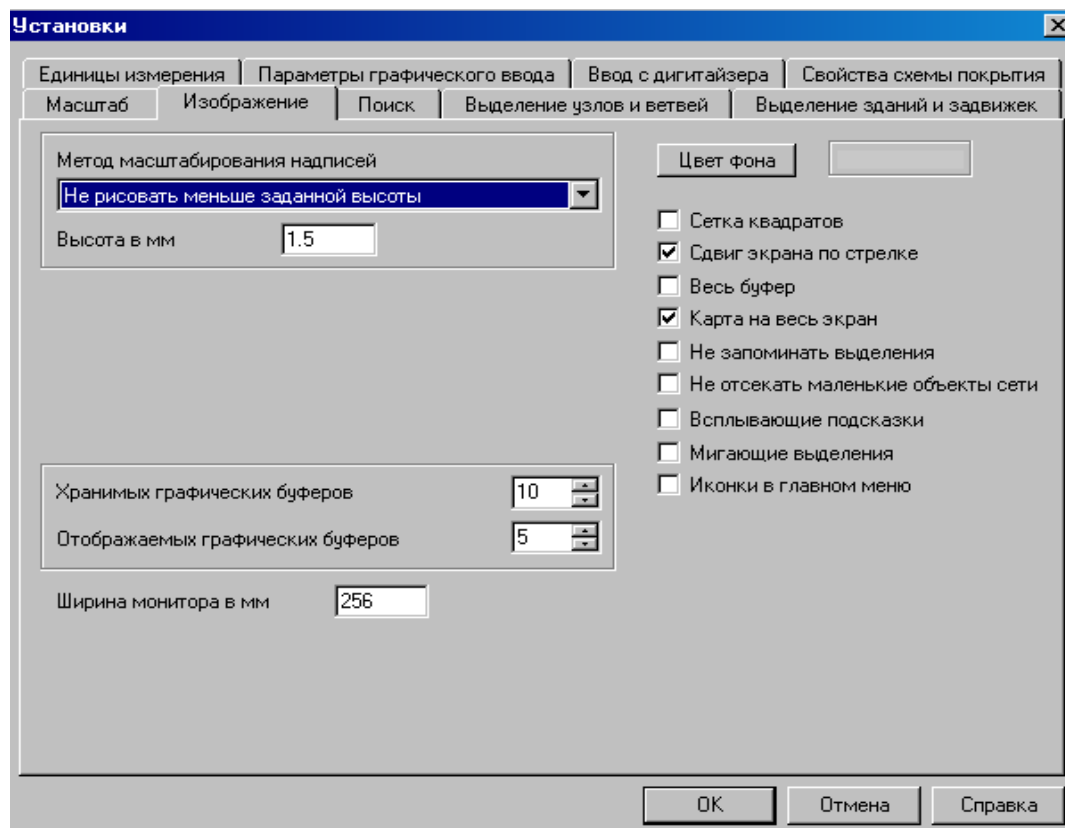 Установки
Единицы измерения Параметры графического ввода Ввод с дигитайзера Свойства схемы покрытия
Масштаб Изображение Поиск Выделение узлов и ветвей Выделение зданий и задвижек
Метод масштабирования надписей
Не рисовать меньше заданной высоты
Высота в мм 1.5
Хранимых графических буферов 10
Отображаемых графических буферов 5
Ширина монитора в мм 256
Цвет фона
Сетка квадратов
Сдвиг экрана по стрелке
Весь буфер
Карта на весь экран
Не запоминать выделения
Не отсекать маленькие объекты сети
Всплывающие подсказки
Мигающие выделения
Иконки в главном меню
OK Отмена Справка